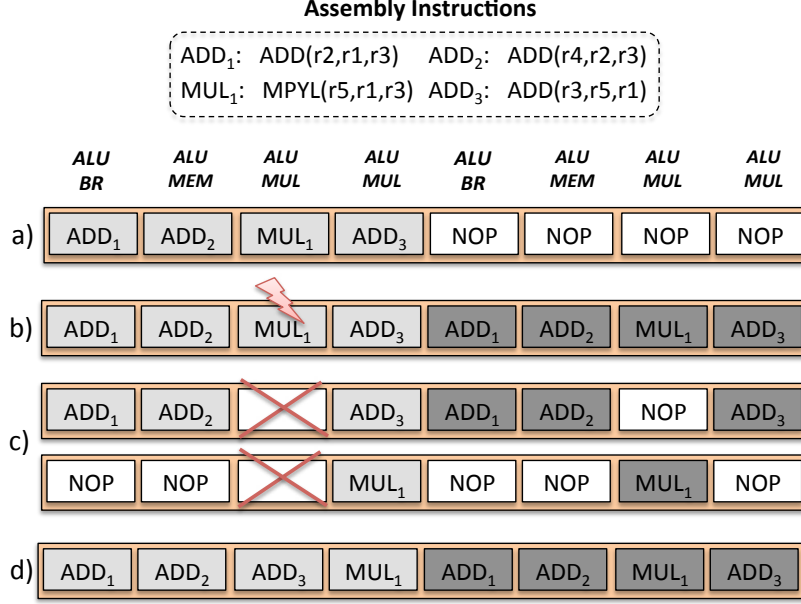 Assembly Instructions
ADD₁: ADD(r2,r1,r3) ADD₂: ADD(r4,r2,r3)
MUL₁: MPYL(r5,r1,r3) ADD₃: ADD(r3,r5,r1)
ALU ALU ALU ALU ALU ALU ALU ALU
BR MEM MUL MUL BR MEM MUL MUL
a) ADD₁ ADD₂ MUL₁ ADD₃ NOP NOP NOP NOP
b) ADD₁ ADD₂ MUL₁ ADD₃ ADD₁ ADD₂ MUL₁ ADD₃
ADD₁ ADD₂ ADD₃ ADD₁ ADD₂ NOP ADD₃
c)
NOP NOP MUL₁ NOP NOP MUL₁ NOP
d) ADD₁ ADD₂ ADD₃ MUL₁ ADD₁ ADD₂ MUL₁ ADD₃